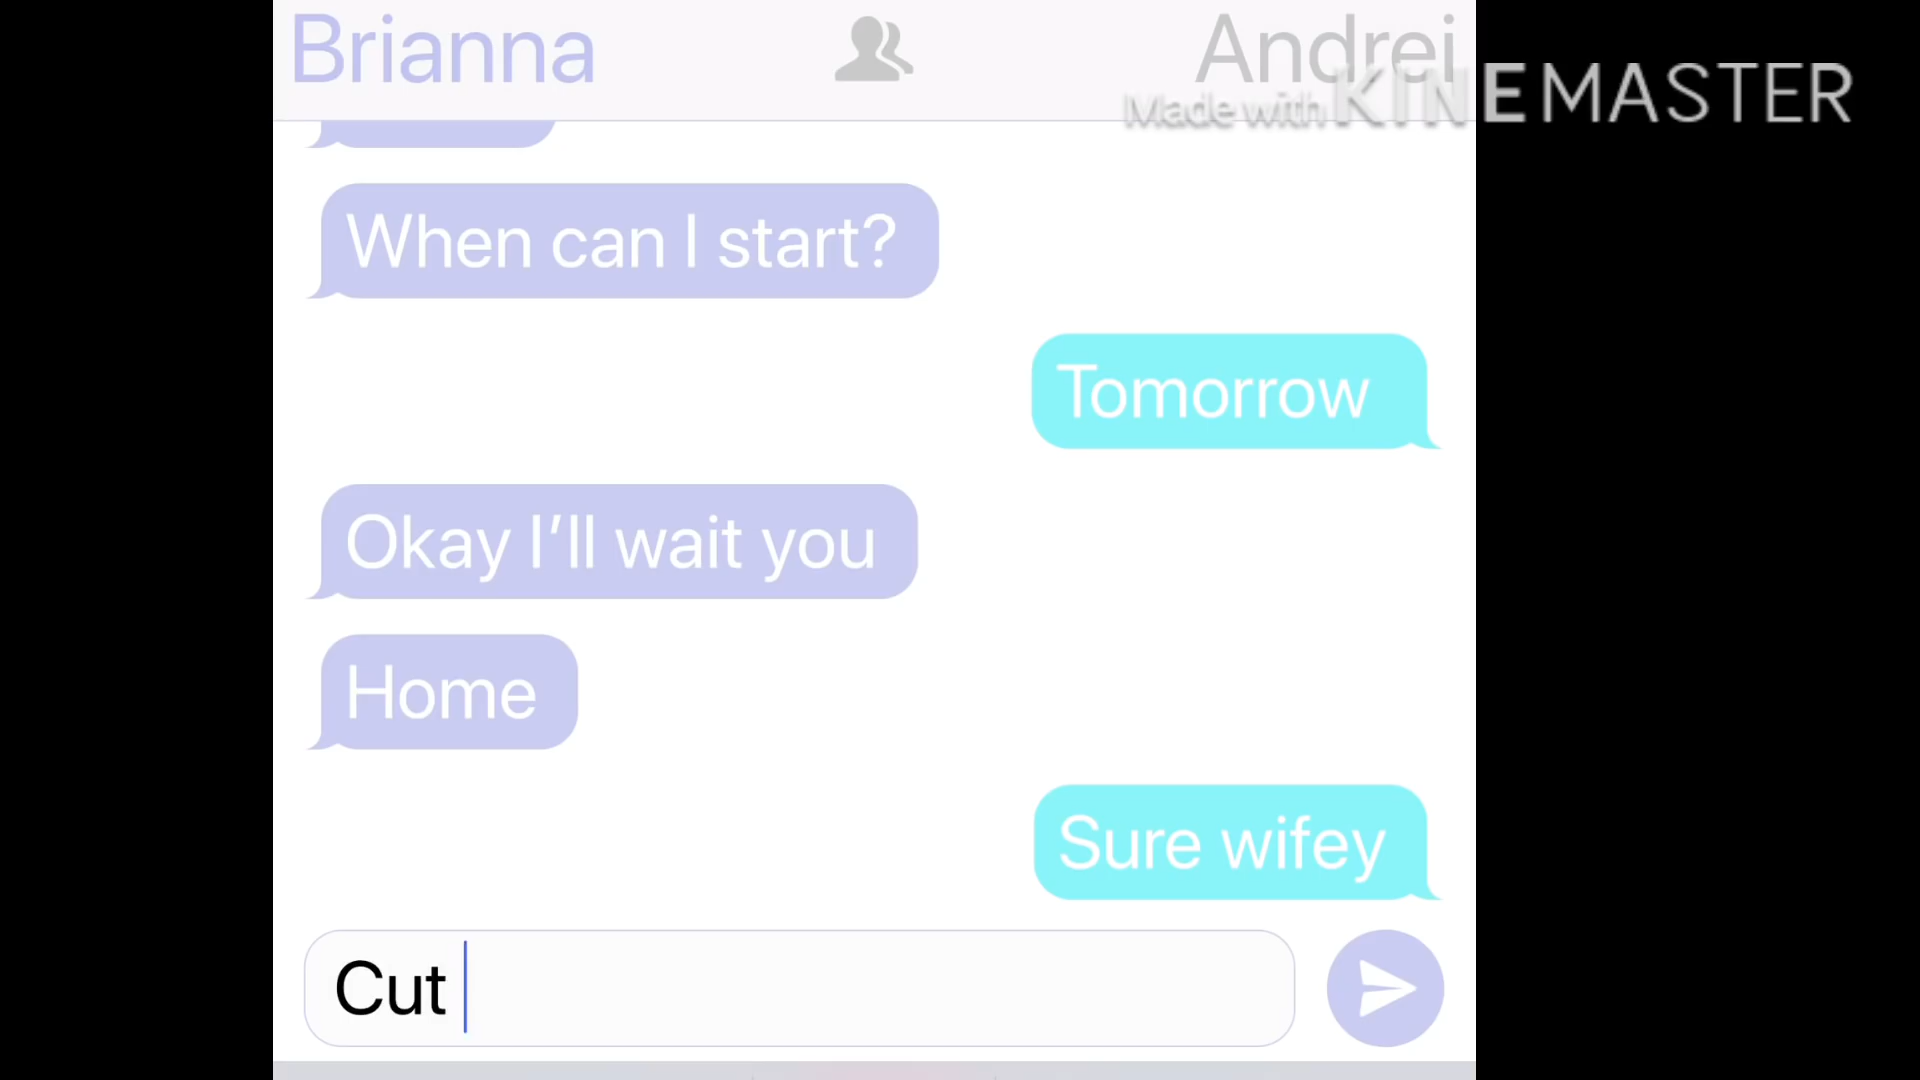 Brianna
Andrei
Made with KINEMASTER
When can I start?
Tomorrow
Okay I’ll wait you
Home
Sure wifey
Cut